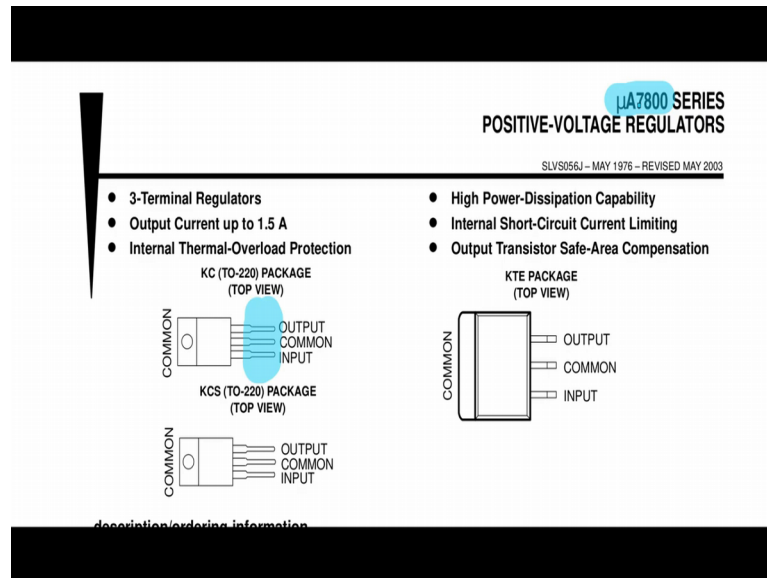 µA7800 SERIES
POSITIVE-VOLTAGE REGULATORS
SLVS056J – MAY 1976 – REVISED MAY 2003
● 3-Terminal Regulators
● Output Current up to 1.5 A
● Internal Thermal-Overload Protection
● High Power-Dissipation Capability
● Internal Short-Circuit Current Limiting
● Output Transistor Safe-Area Compensation
KC (TO-220) PACKAGE
(TOP VIEW)
COMMON
OUTPUT
COMMON
INPUT
KCS (TO-220) PACKAGE
(TOP VIEW)
COMMON
OUTPUT
COMMON
INPUT
KTE PACKAGE
(TOP VIEW)
COMMON
OUTPUT
COMMON
INPUT
description/ordering information